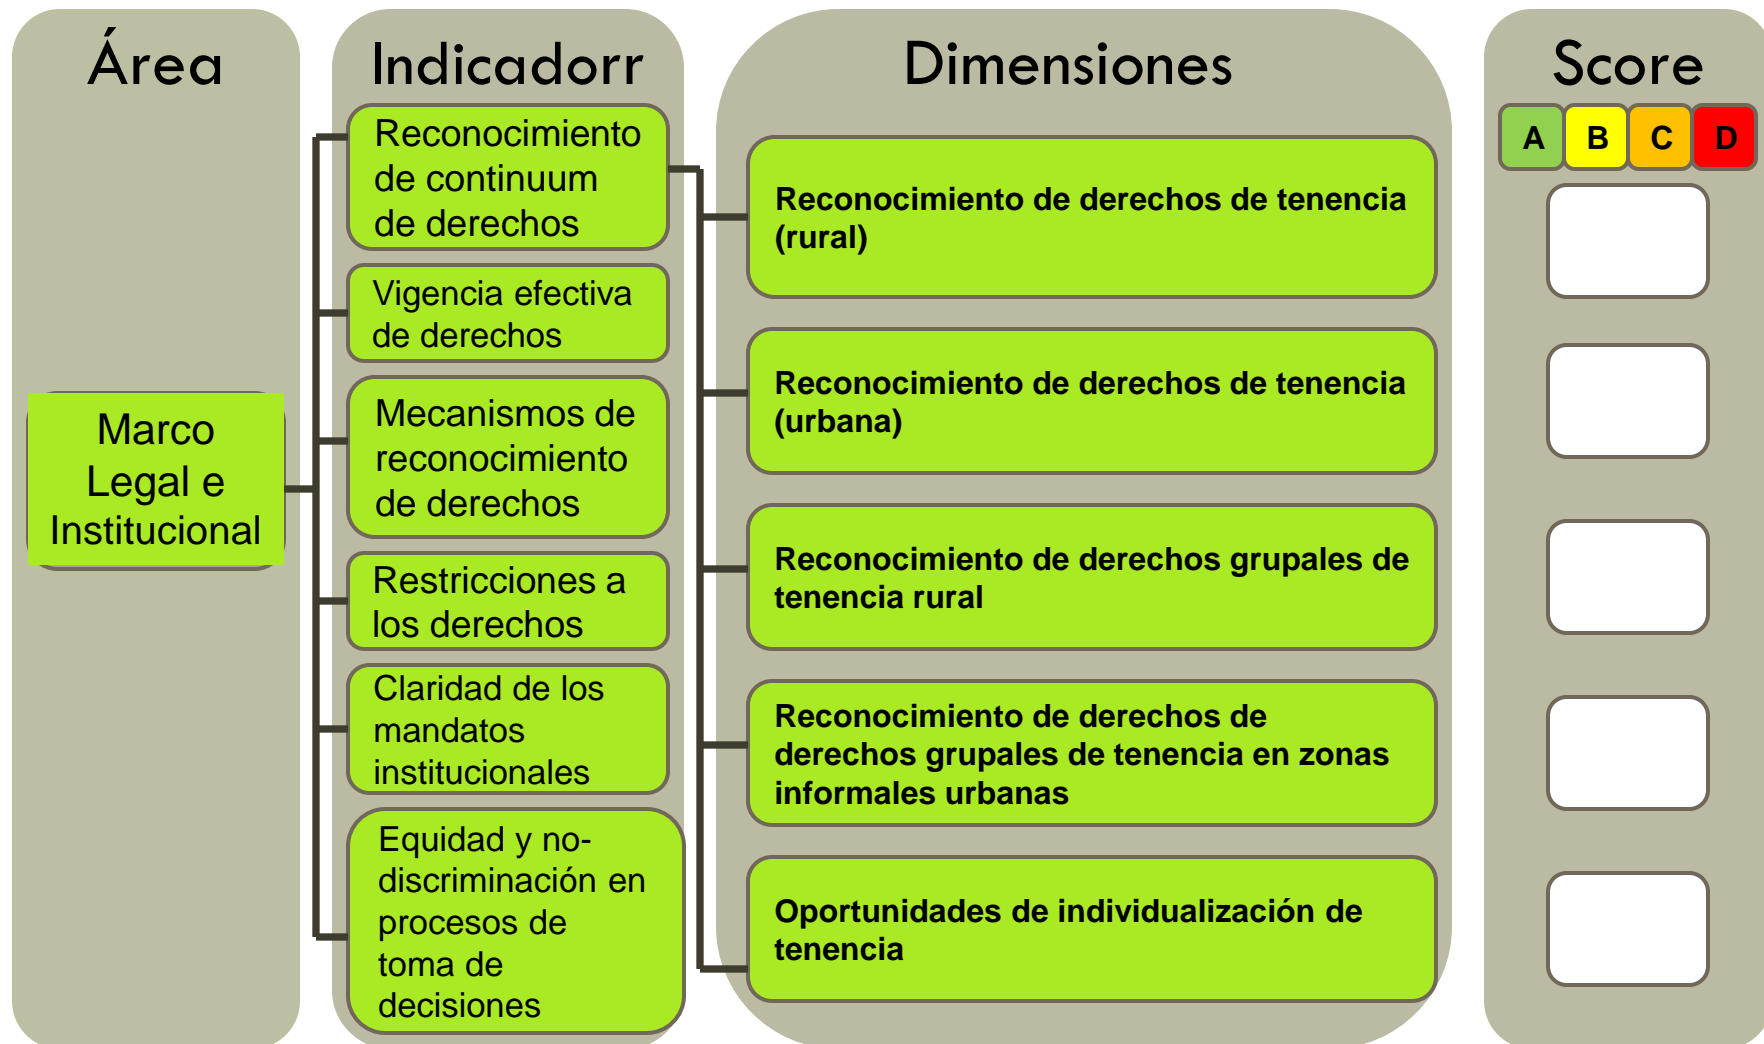 Área
Indicadorr
Dimensiones
Score
A B C D
Marco
Legal e
Institucional
Reconocimiento
de continuum
de derechos
Vigencia efectiva
de derechos
Mecanismos de
reconocimiento
de derechos
Restricciones a
los derechos
Claridad de los
mandatos
institucionales
Equidad y no-
discriminación en
procesos de
toma de
decisiones
Reconocimiento de derechos de tenencia
(rural)
Reconocimiento de derechos de tenencia
(urbana)
Reconocimiento de derechos grupales de
tenencia rural
Reconocimiento de derechos de
derechos grupales de tenencia en zonas
informales urbanas
Oportunidades de individualización de
tenencia